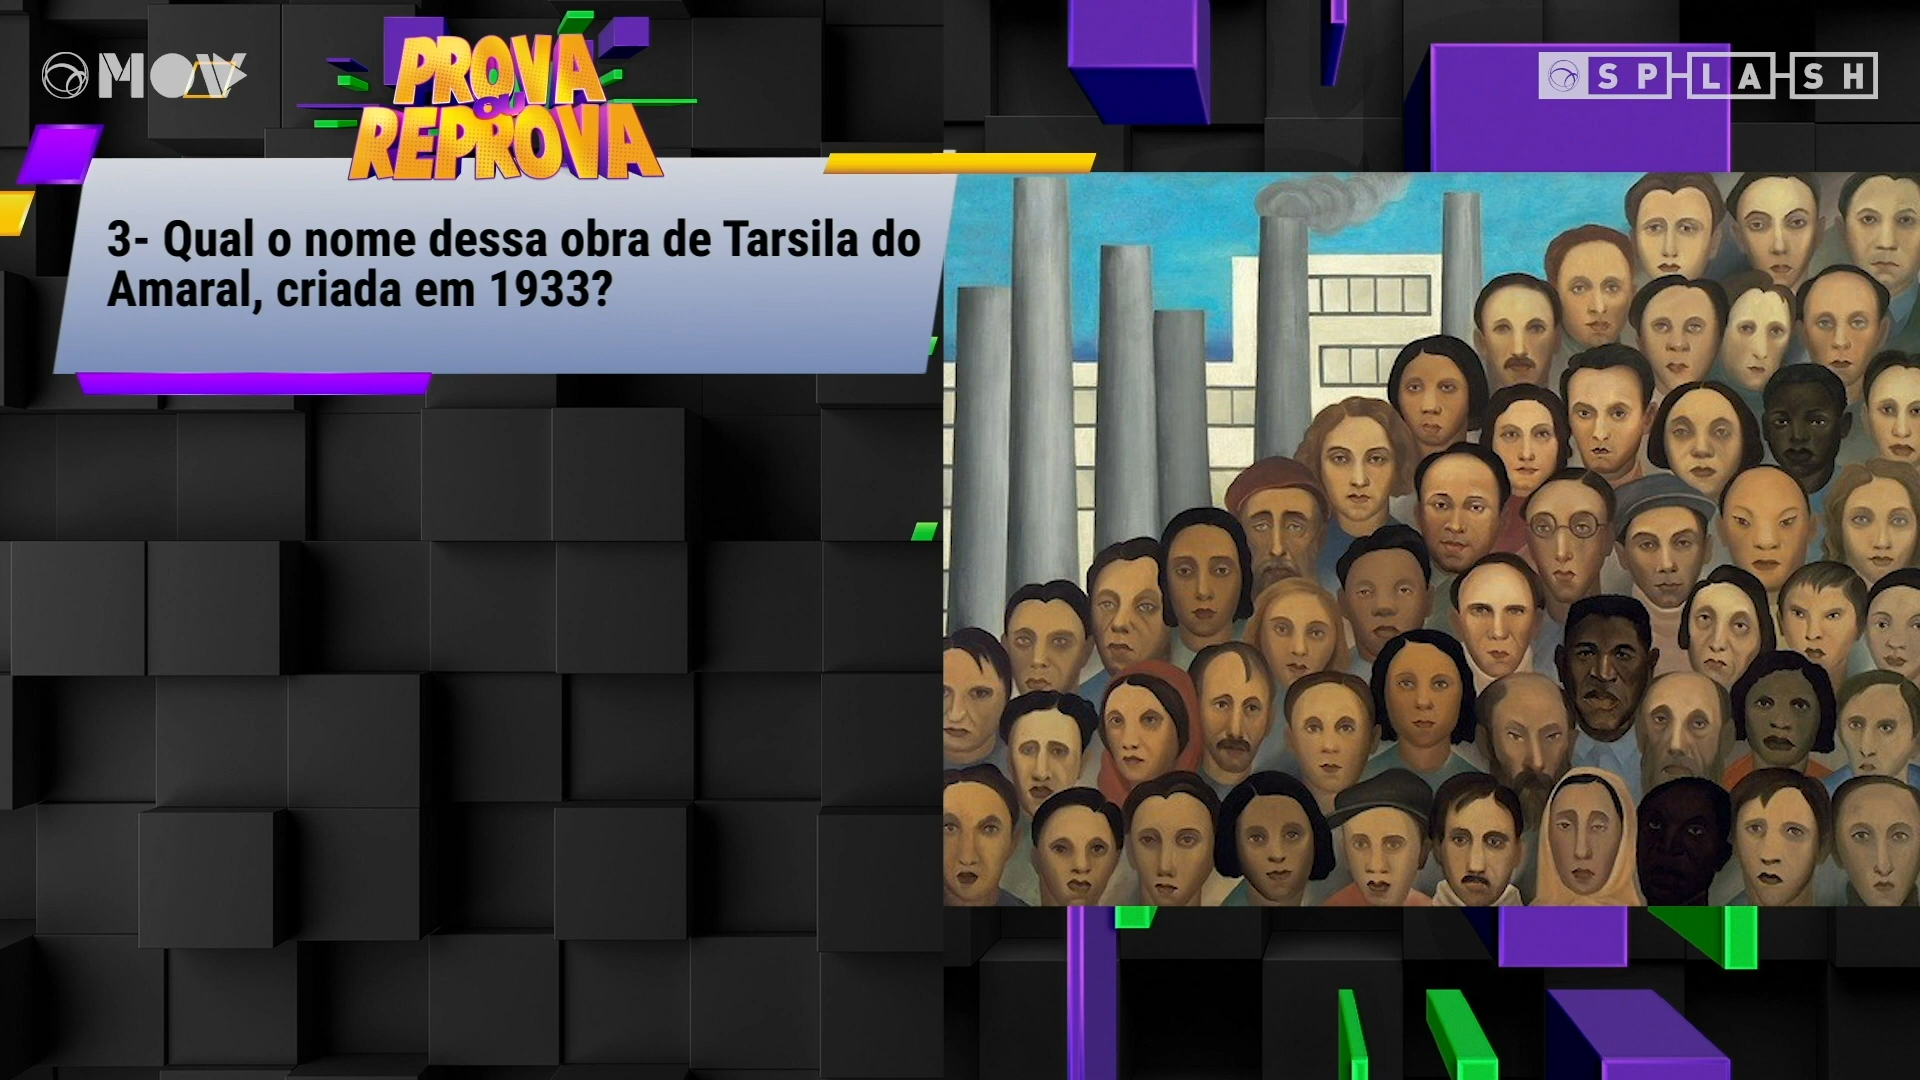 MOV
PROVA
OU
REPROVA
SPLASH
3- Qual o nome dessa obra de Tarsila do
Amaral, criada em 1933?